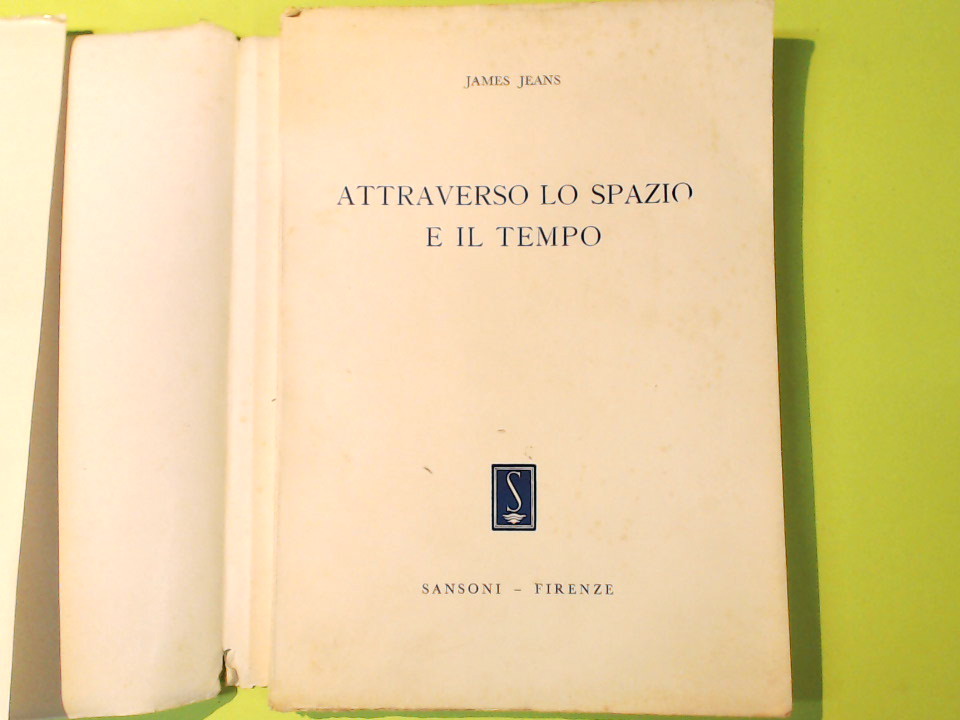 JAMES JEANS
ATTRAVERSO LO SPAZIO
E IL TEMPO
S
SANSONI – FIRENZE